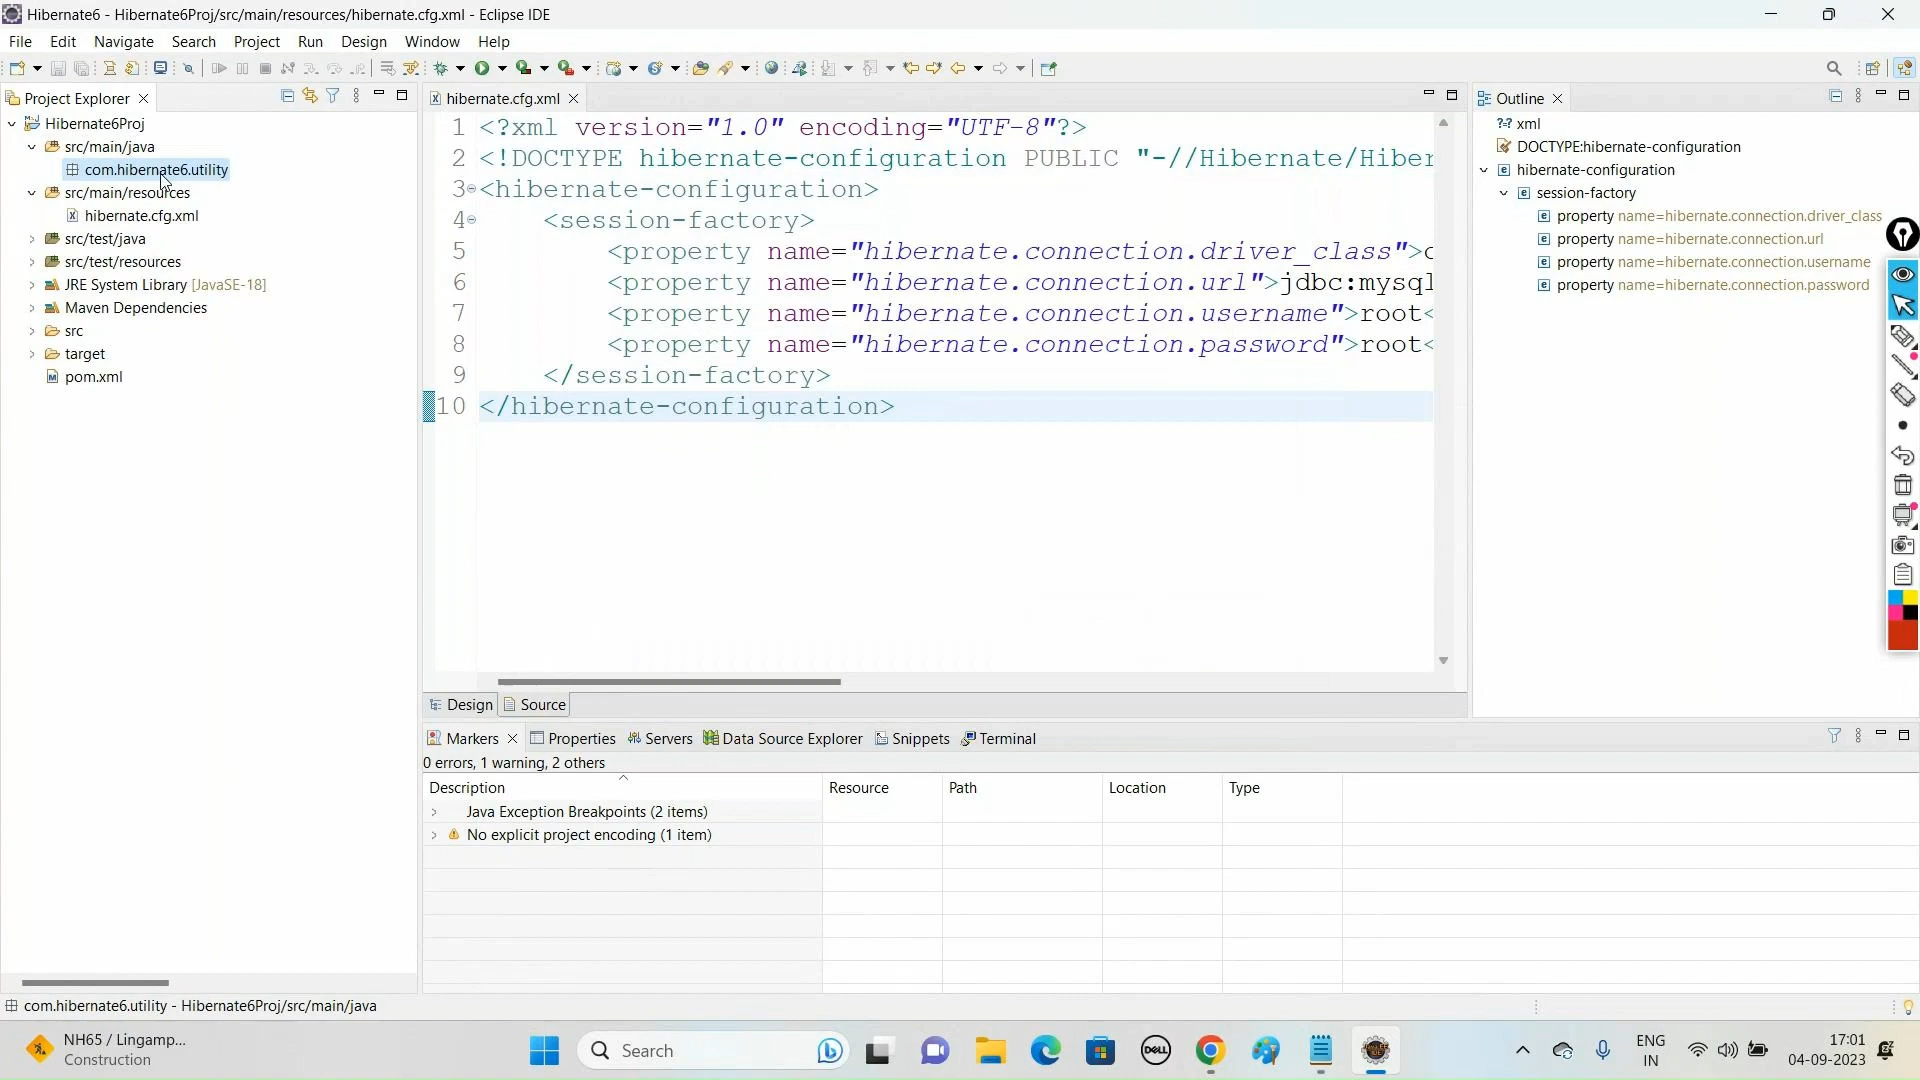 Hibernate6 - Hibernate6Proj/src/main/resources/hibernate.cfg.xml - Eclipse IDE
File Edit Navigate Search Project Run Design Window Help
Project Explorer
Hibernate6Proj
src/main/java
com.hibernate6.utility
src/main/resources
hibernate.cfg.xml
src/test/java
src/test/resources
JRE System Library [JavaSE-18]
Maven Dependencies
src
target
pom.xml
hibernate.cfg.xml
1 <?xml version="1.0" encoding="UTF-8"?>
2 <!DOCTYPE hibernate-configuration PUBLIC "-//Hibernate/Hiber
3 <hibernate-configuration>
4 <session-factory>
5 <property name="hibernate.connection.driver_class">c
6 <property name="hibernate.connection.url">jdbc:mysql
7 <property name="hibernate.connection.username">root<
8 <property name="hibernate.connection.password">root<
9 </session-factory>
10 </hibernate-configuration>
Design Source
Outline
xml
DOCTYPE:hibernate-configuration
hibernate-configuration
session-factory
property name=hibernate.connection.driver_class
property name=hibernate.connection.url
property name=hibernate.connection.username
property name=hibernate.connection.password
Markers Properties Servers Data Source Explorer Snippets Terminal
0 errors, 1 warning, 2 others
Description Resource Path Location Type
Java Exception Breakpoints (2 items)
No explicit project encoding (1 item)
com.hibernate6.utility - Hibernate6Proj/src/main/java
NH65 / Lingamp...
Construction
Search
DELL
ENG
IN
17:01
04-09-2023